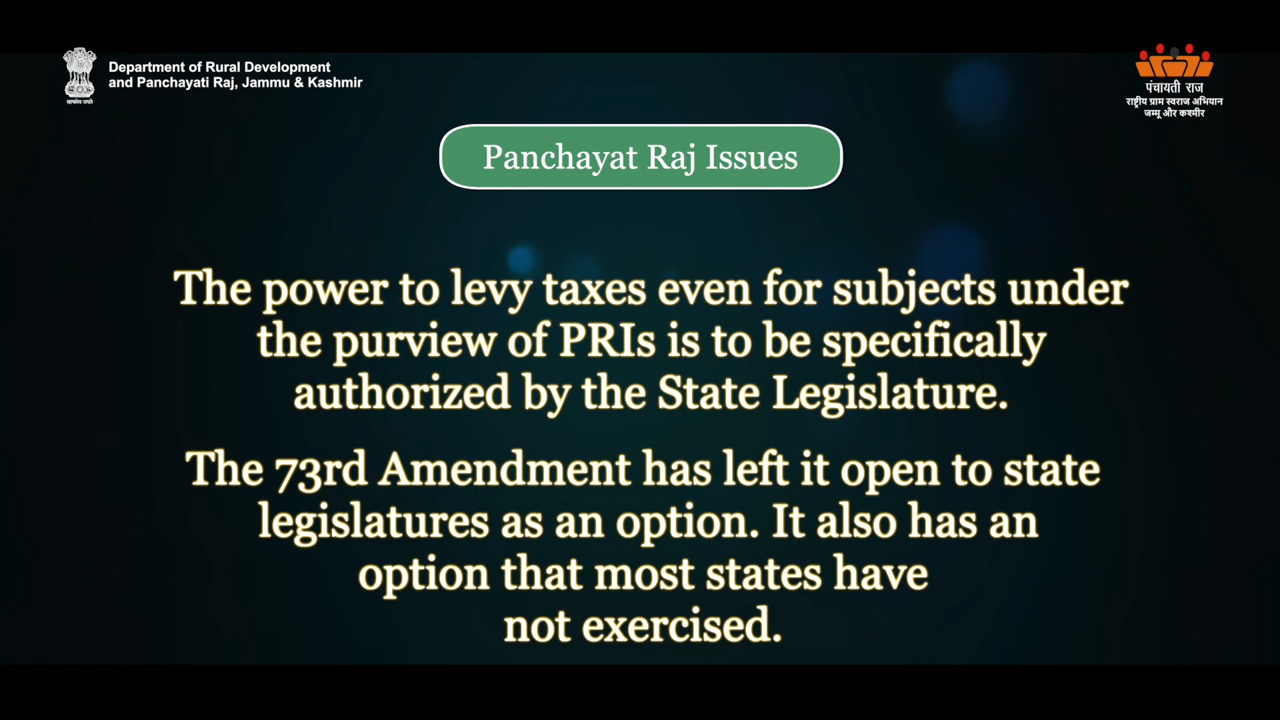 Department of Rural Development
and Panchayati Raj, Jammu & Kashmir
सत्यमेव जयते
पंचायती राज
राष्ट्रीय ग्राम स्वराज अभियान
जम्मू और कश्मीर
Panchayat Raj Issues
The power to levy taxes even for subjects under
the purview of PRIs is to be specifically
authorized by the State Legislature.
The 73rd Amendment has left it open to state
legislatures as an option. It also has an
option that most states have
not exercised.